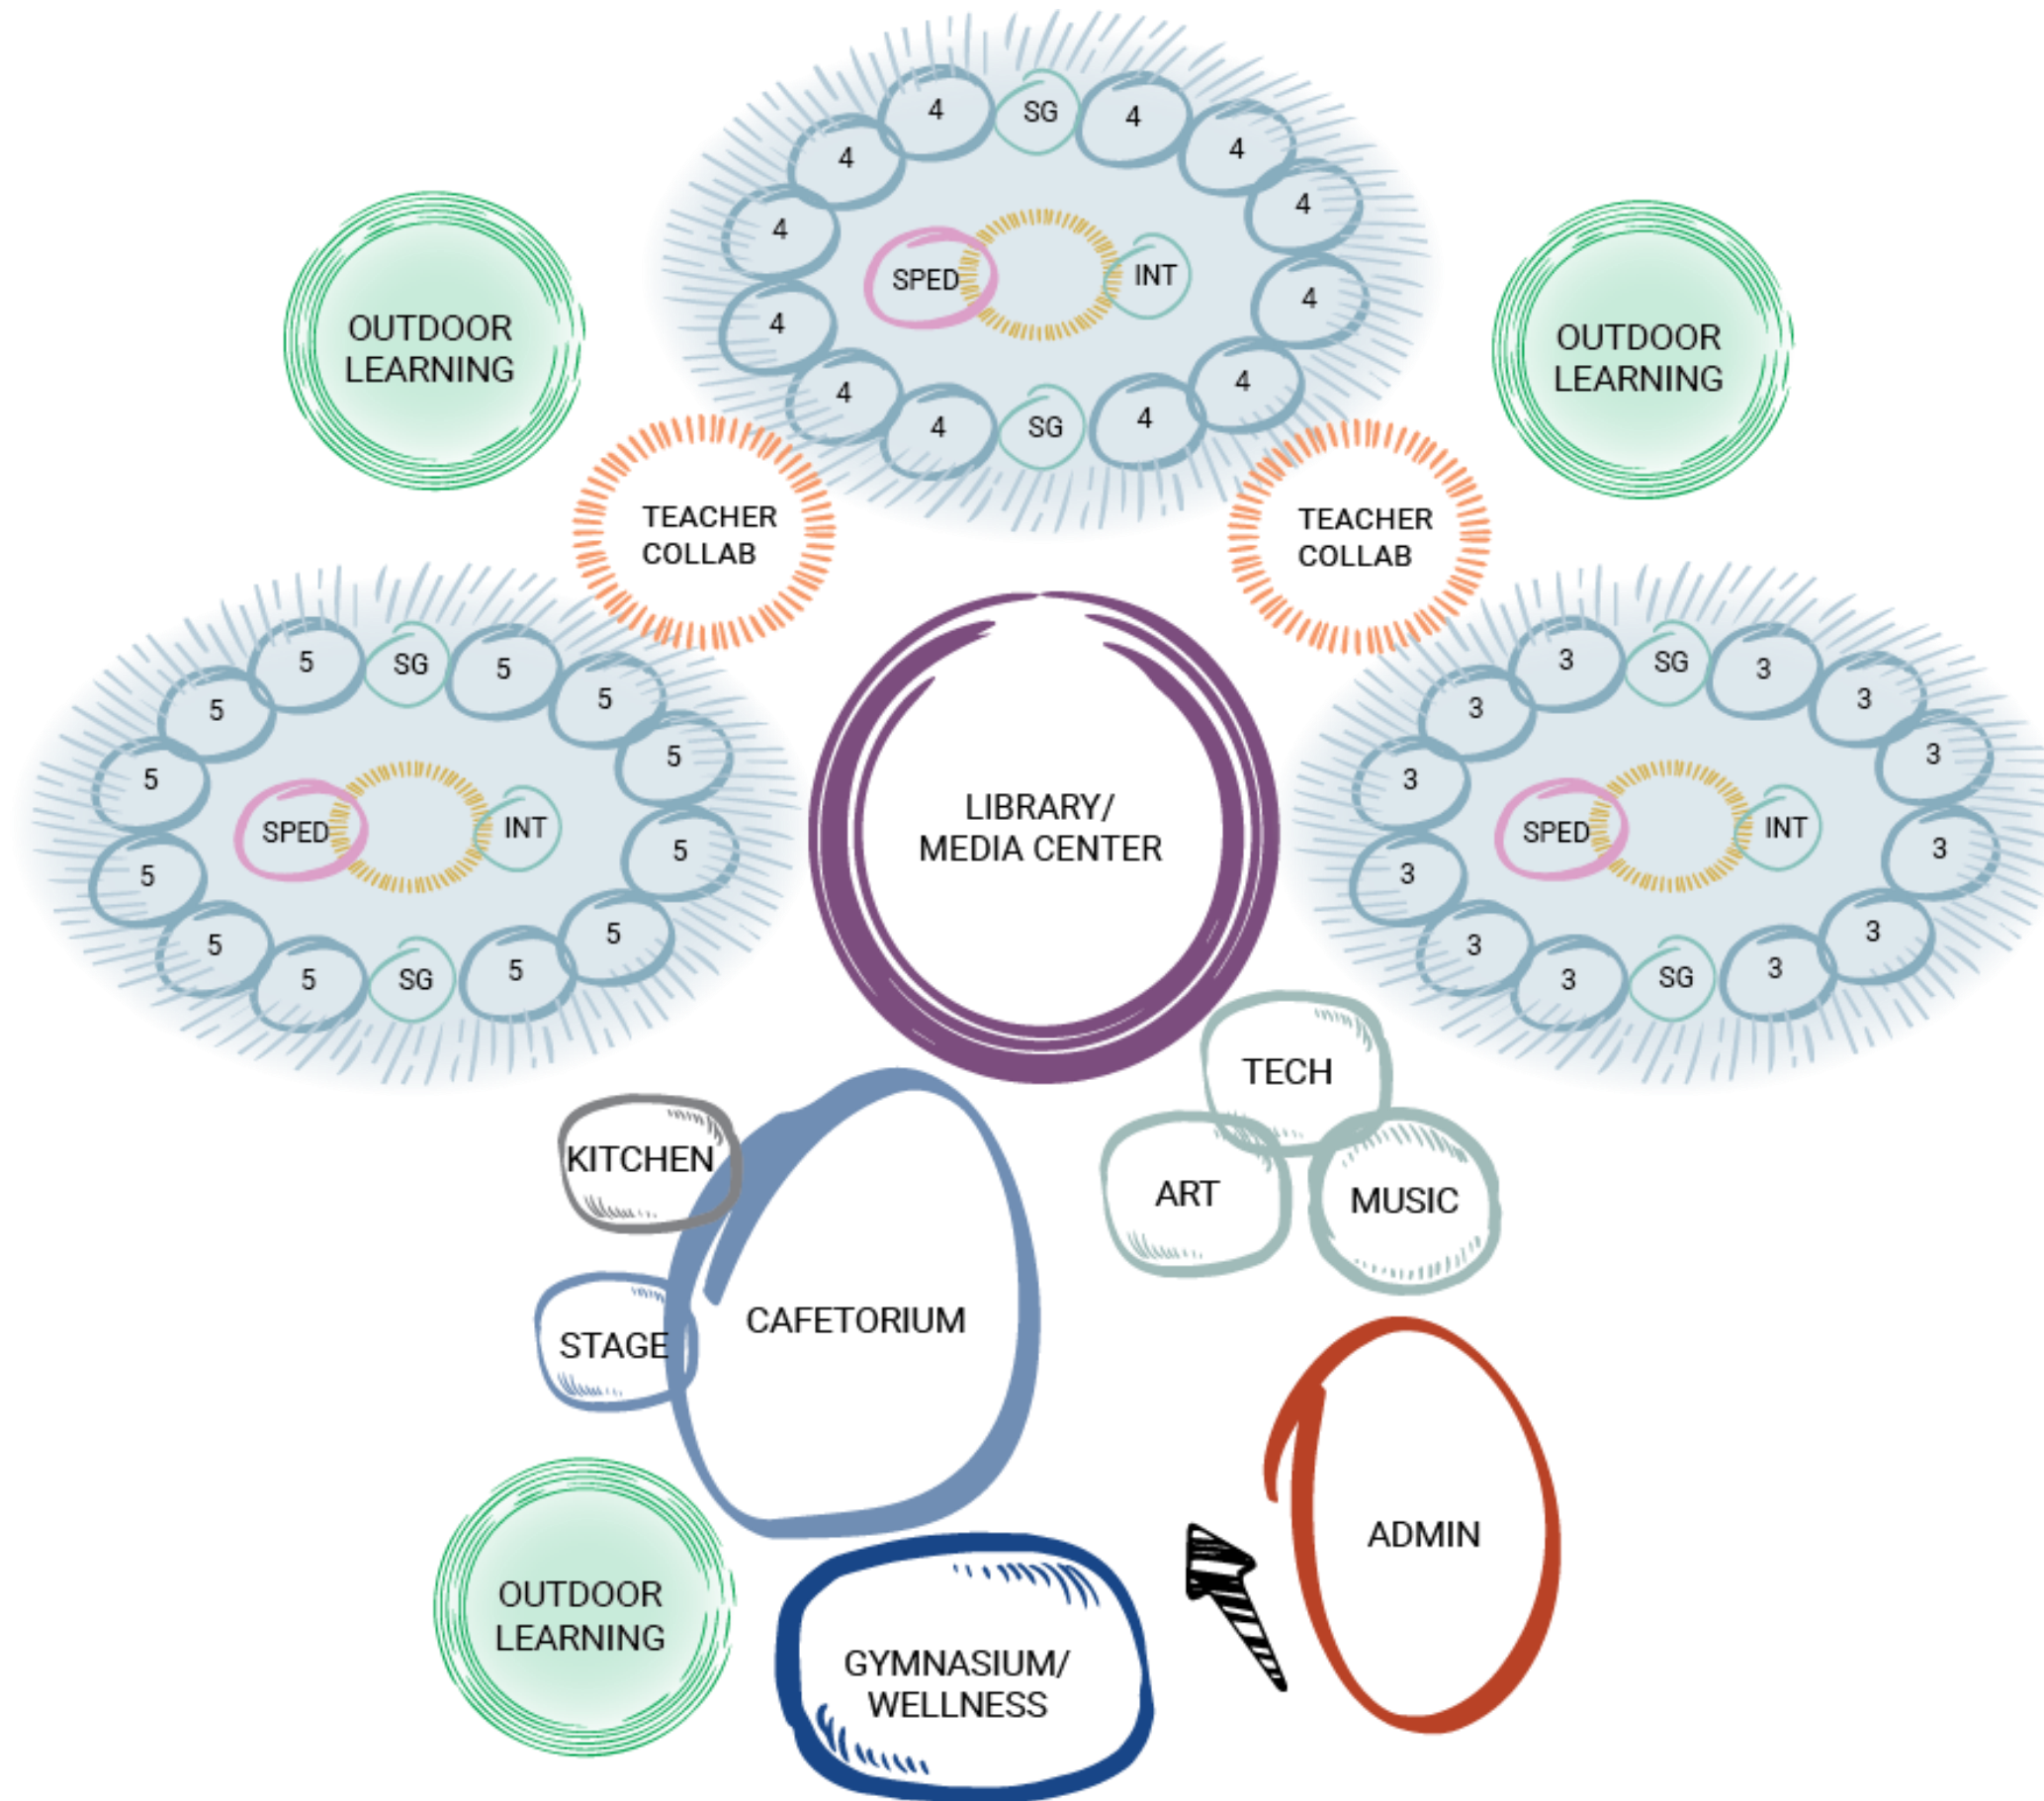 4
SG
4
4
4
4
4
4
SPED
INT
4
4
4
4
4
SG
4
OUTDOOR
LEARNING
OUTDOOR
LEARNING
TEACHER
COLLAB
TEACHER
COLLAB
5
SG
5
5
5
5
5
5
SPED
INT
5
5
5
5
5
SG
5
LIBRARY/
MEDIA CENTER
3
SG
3
3
3
3
3
3
SPED
INT
3
3
3
3
3
SG
3
TECH
KITCHEN
ART
MUSIC
STAGE
CAFETORIUM
ADMIN
OUTDOOR
LEARNING
GYMNASIUM/
WELLNESS